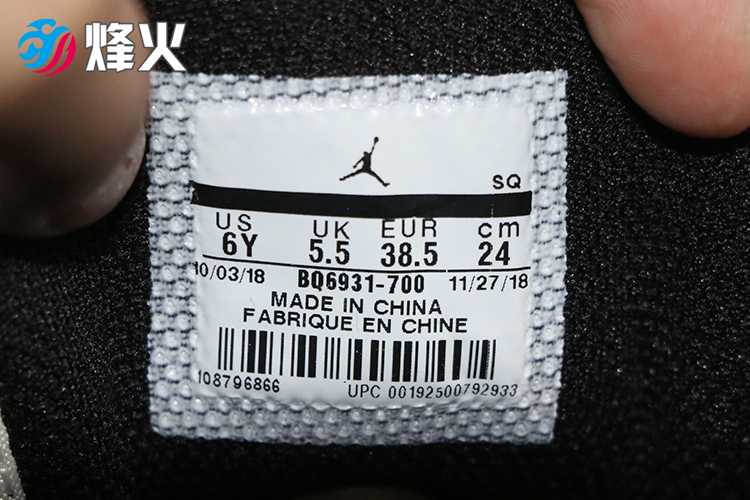 烽火
SQ
US UK EUR cm
6Y 5.5 38.5 24
10/03/18 BQ6931-700 11/27/18
MADE IN CHINA
FABRIQUE EN CHINE
108796866 UPC 00192500792933